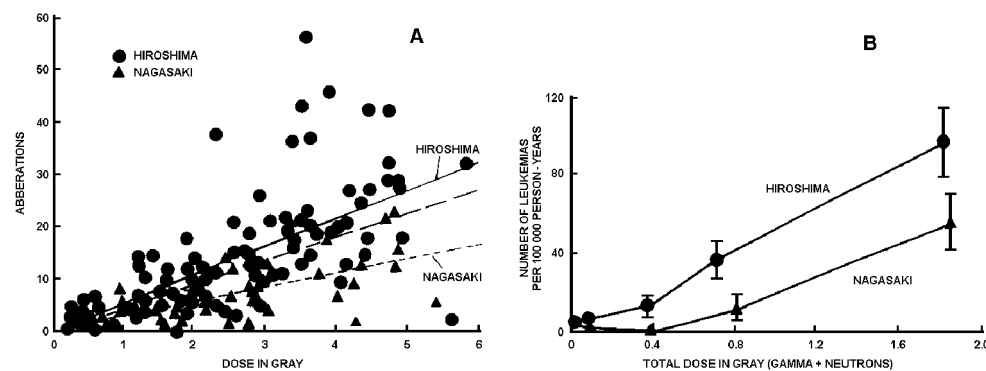 A
60
50
40
30
20
10
0
ABBERATIONS
HIROSHIMA
NAGASAKI
HIROSHIMA
NAGASAKI
0 1 2 3 4 5 6
DOSE IN GRAY
B
120
80
40
0
NUMBER OF LEUKEMIAS
PER 100 000 PERSON-YEARS
HIROSHIMA
NAGASAKI
0 0.4 0.8 1.2 1.6 2.0
TOTAL DOSE IN GRAY (GAMMA + NEUTRONS)